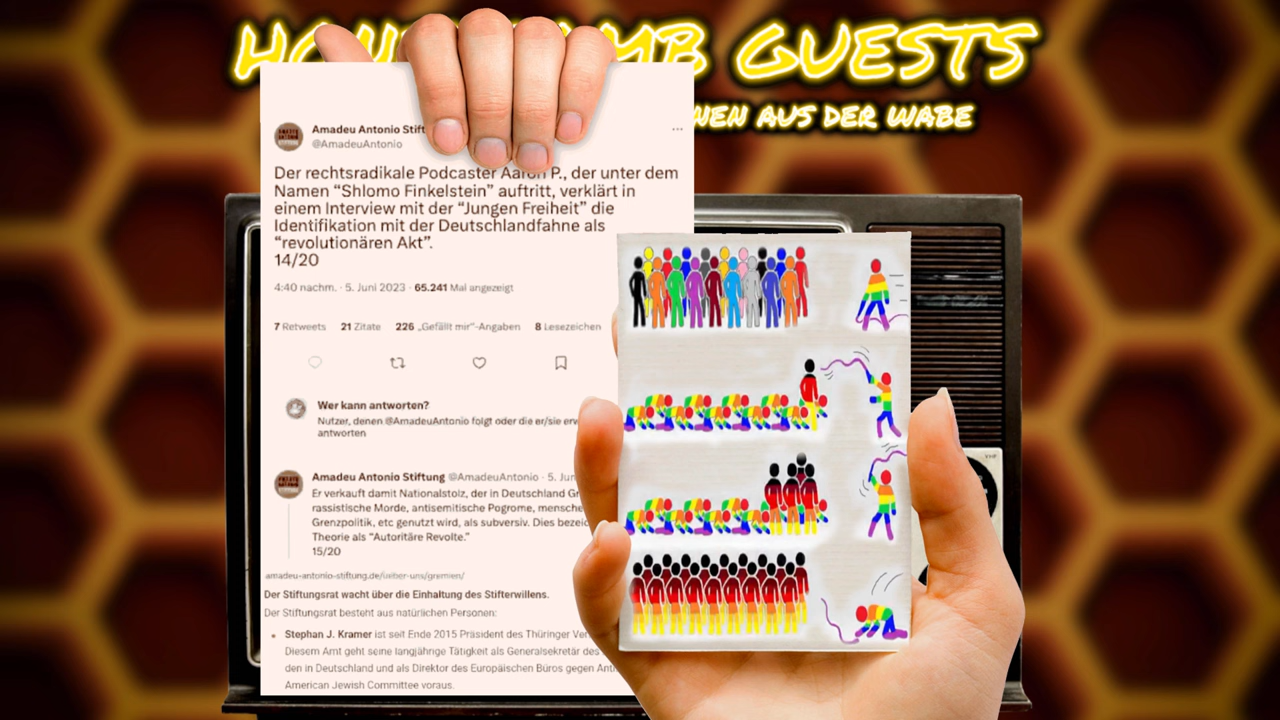 GUESTS
AUS DER WABE
Amadeu Antonio
@AmadeuAntonio
Der rechtsradikale Podcaster Aaron P., der unter dem
Namen “Shlomo Finkelstein” auftritt, verklärt in
einem Interview mit der “Jungen Freiheit” die
Identifikation mit der Deutschlandfahne als
“revolutionären Akt”.
14/20
4:40 nachm. · 5. Juni 2023 · 65.241 Mal angezeigt
7 Retweets 21 Zitate 226 „Gefällt mir“-Angaben 8 Lesezeichen
Wer kann antworten?
Nutzer, denen @AmadeuAntonio folgt oder die er/sie
antworten
Amadeu Antonio Stiftung @AmadeuAntonio · 5.
Er verkauft damit Nationalstolz, der in Deutschland
rassistische Morde, antisemitische Pogrome,
Grenzpolitik, etc genutzt wird, als subversiv. Dies
Theorie als “Autoritäre Revolte.”
15/20
amadeu-antonio-stiftung.de/ueber-uns/gremien/
Der Stiftungsrat wacht über die Einhaltung des Stifterwillens.
Der Stiftungsrat besteht aus natürlichen Personen:
• Stephan J. Kramer ist seit Ende 2015 Präsident des Thüringer
Diesem Amt geht seine langjährige Tätigkeit als Generalsekretär des
den in Deutschland und als Direktor des Europäischen Büros gegen
American Jewish Committee voraus.